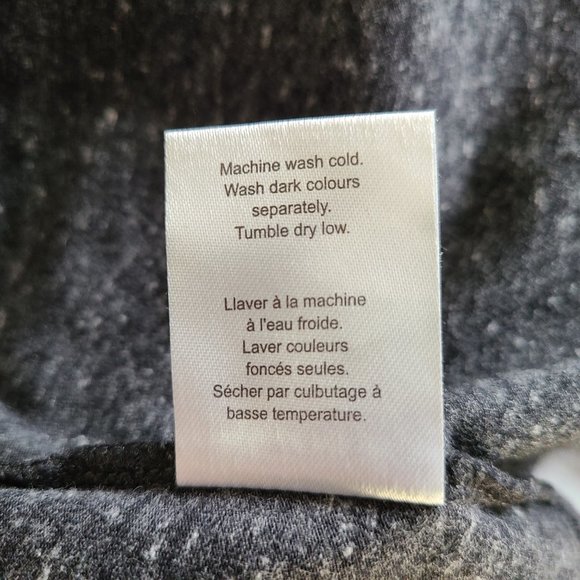 Machine wash cold.
Wash dark colours
separately.
Tumble dry low.
Llaver à la machine
à l'eau froide.
Laver couleurs
foncés seules.
Sécher par culbutage à
basse temperature.